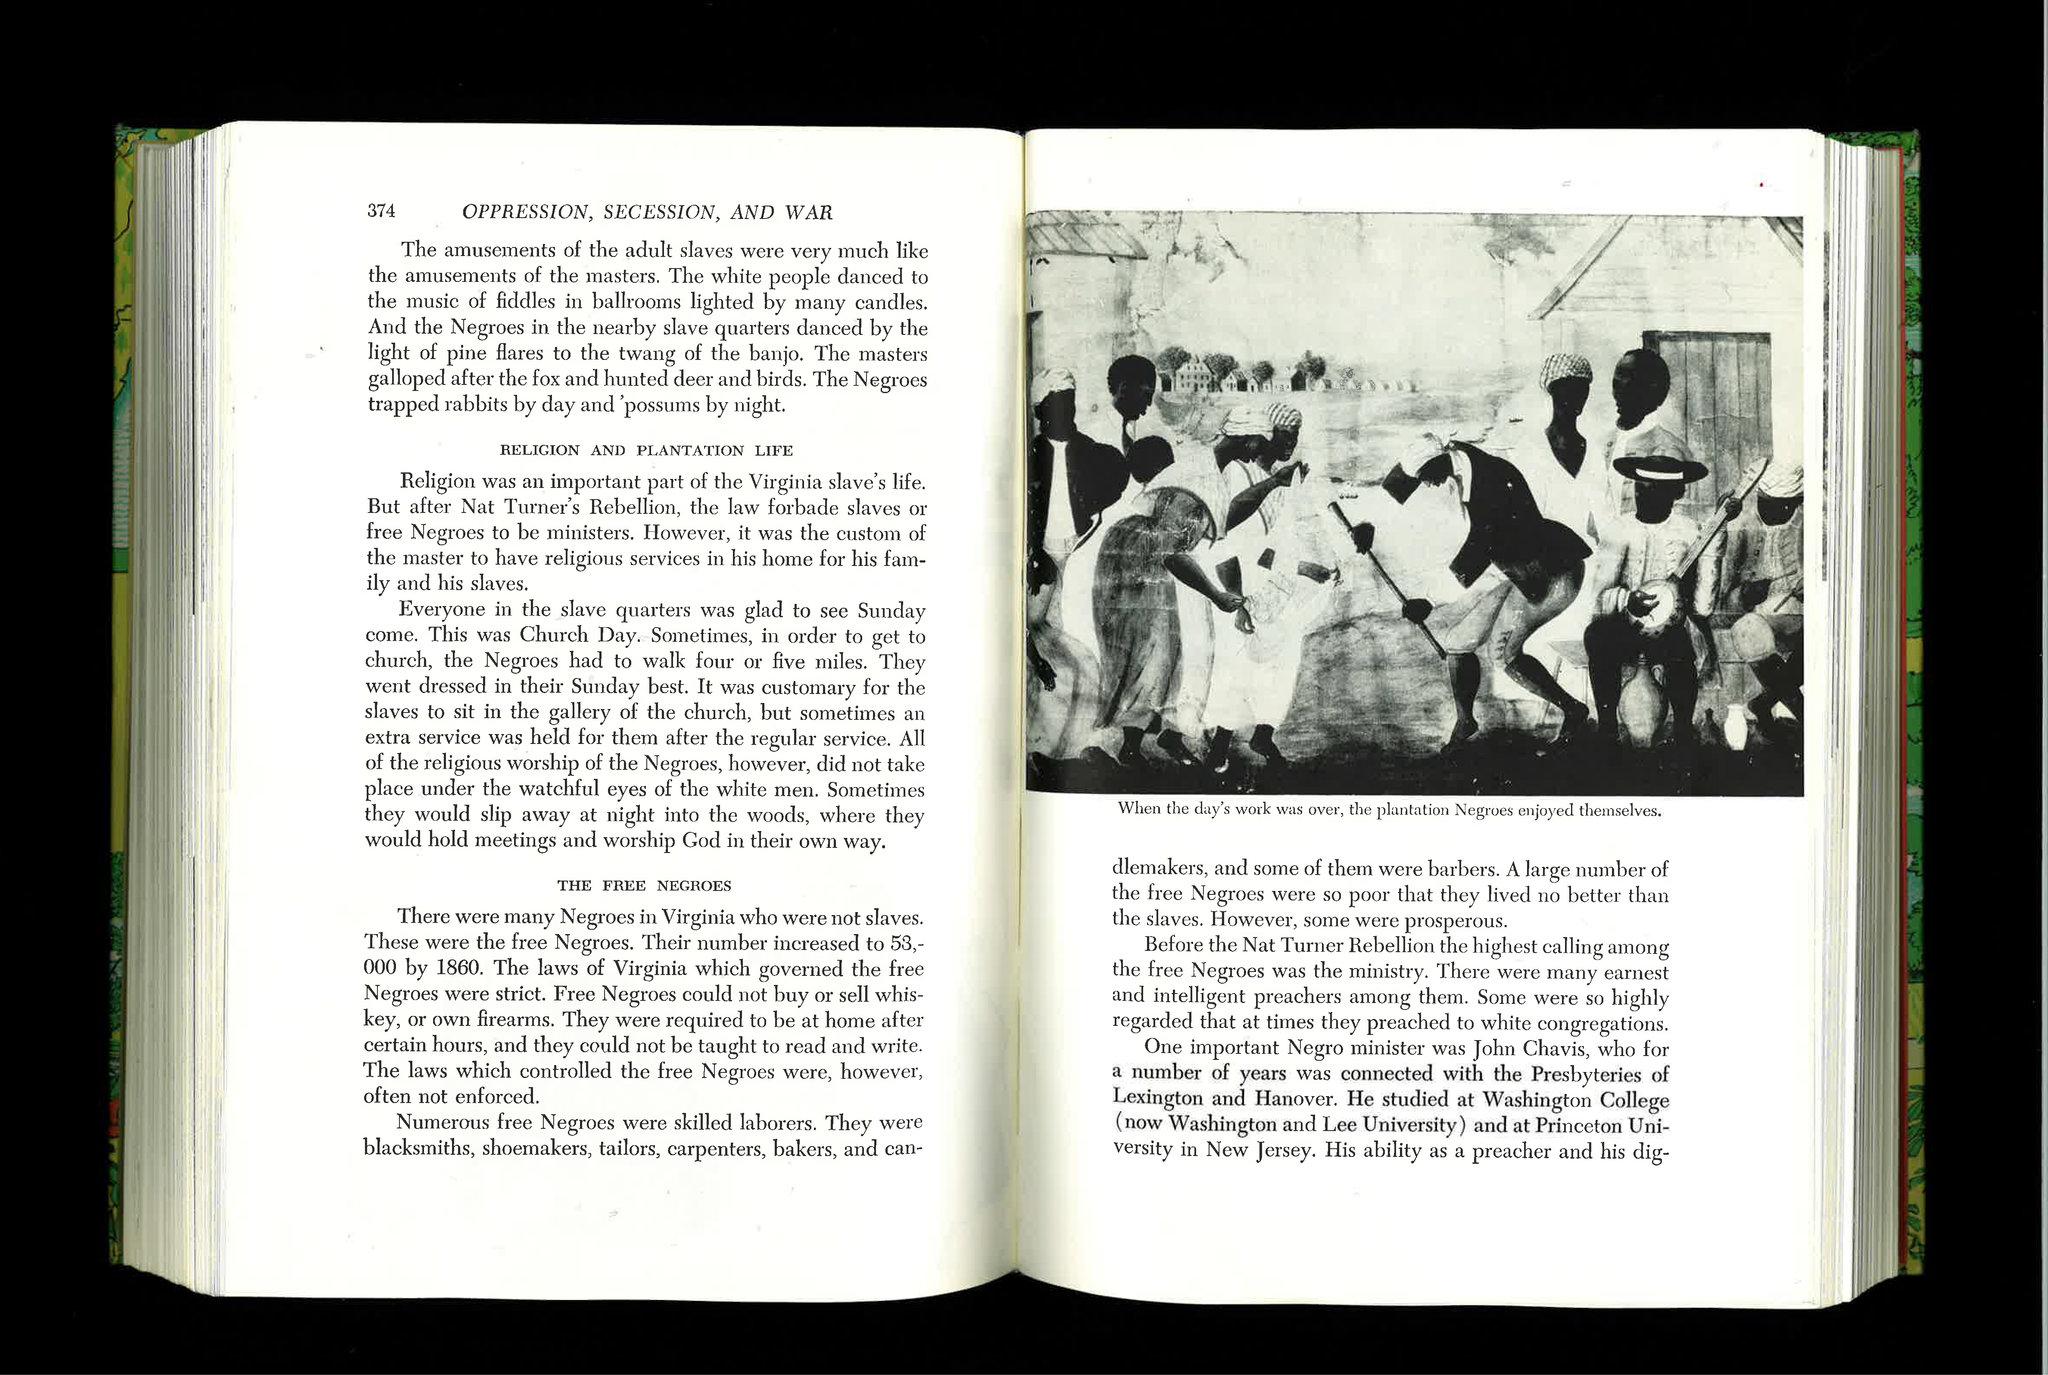 374 OPPRESSION, SECESSION, AND WAR
The amusements of the adult slaves were very much like
the amusements of the masters. The white people danced to
the music of fiddles in ballrooms lighted by many candles.
And the Negroes in the nearby slave quarters danced by the
light of pine flares to the twang of the banjo. The masters
galloped after the fox and hunted deer and birds. The Negroes
trapped rabbits by day and 'possums by night.
RELIGION AND PLANTATION LIFE
Religion was an important part of the Virginia slave's life.
But after Nat Turner's Rebellion, the law forbade slaves or
free Negroes to be ministers. However, it was the custom of
the master to have religious services in his home for his fam-
ily and his slaves.
Everyone in the slave quarters was glad to see Sunday
come. This was Church Day. Sometimes, in order to get to
church, the Negroes had to walk four or five miles. They
went dressed in their Sunday best. It was customary for the
slaves to sit in the gallery of the church, but sometimes an
extra service was held for them after the regular service. All
of the religious worship of the Negroes, however, did not take
place under the watchful eyes of the white men. Sometimes
they would slip away at night into the woods, where they
would hold meetings and worship God in their own way.
THE FREE NEGROES
There were many Negroes in Virginia who were not slaves.
These were the free Negroes. Their number increased to 53,-
000 by 1860. The laws of Virginia which governed the free
Negroes were strict. Free Negroes could not buy or sell whis-
key, or own firearms. They were required to be at home after
certain hours, and they could not be taught to read and write.
The laws which controlled the free Negroes were, however,
often not enforced.
Numerous free Negroes were skilled laborers. They were
blacksmiths, shoemakers, tailors, carpenters, bakers, and can-
When the day's work was over, the plantation Negroes enjoyed themselves.
dlemakers, and some of them were barbers. A large number of
the free Negroes were so poor that they lived no better than
the slaves. However, some were prosperous.
Before the Nat Turner Rebellion the highest calling among
the free Negroes was the ministry. There were many earnest
and intelligent preachers among them. Some were so highly
regarded that at times they preached to white congregations.
One important Negro minister was John Chavis, who for
a number of years was connected with the Presbyteries of
Lexington and Hanover. He studied at Washington College
(now Washington and Lee University) and at Princeton Uni-
versity in New Jersey. His ability as a preacher and his dig-